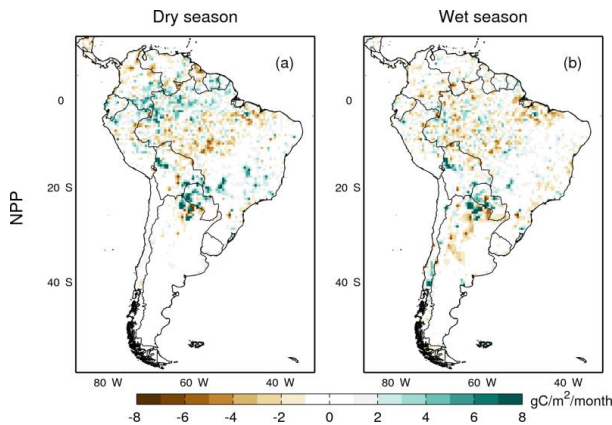 Dry season
Wet season
(a)
(b)
NPP
0
20 S
40 S
0
20 S
40 S
80 W
60 W
40 W
80 W
60 W
40 W
-8
-6
-4
-2
0
2
4
6
8
gC/m²/month